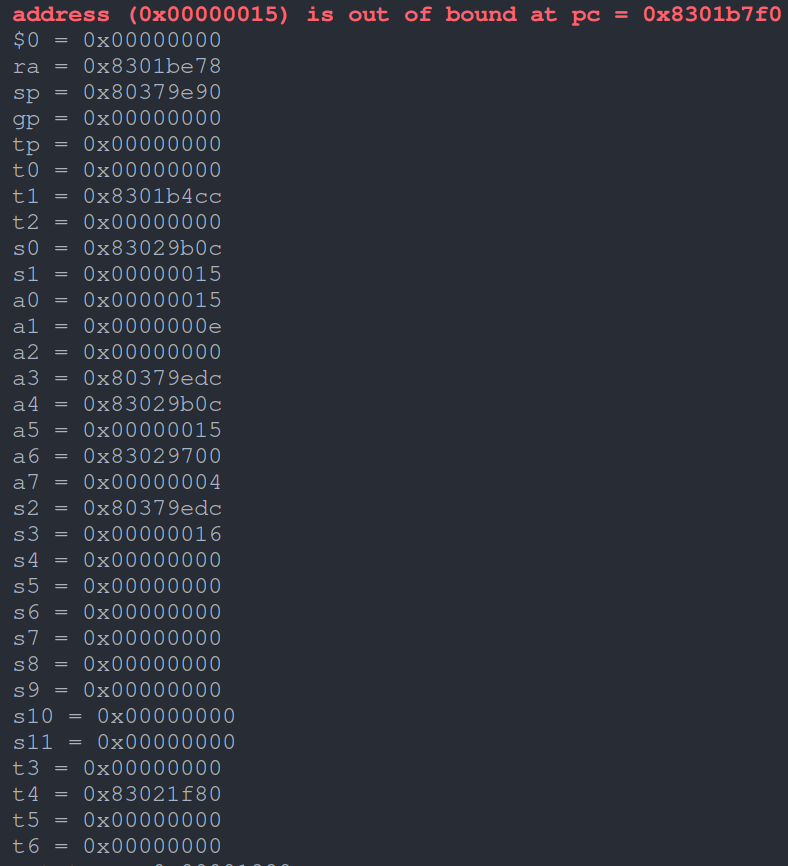 address (0x00000015) is out of bound at pc = 0x8301b7f0
$0 = 0x00000000
ra = 0x8301be78
sp = 0x80379e90
gp = 0x00000000
tp = 0x00000000
t0 = 0x00000000
t1 = 0x8301b4cc
t2 = 0x00000000
s0 = 0x83029b0c
s1 = 0x00000015
a0 = 0x00000015
a1 = 0x0000000e
a2 = 0x00000000
a3 = 0x80379edc
a4 = 0x83029b0c
a5 = 0x00000015
a6 = 0x83029700
a7 = 0x00000004
s2 = 0x80379edc
s3 = 0x00000016
s4 = 0x00000000
s5 = 0x00000000
s6 = 0x00000000
s7 = 0x00000000
s8 = 0x00000000
s9 = 0x00000000
s10 = 0x00000000
s11 = 0x00000000
t3 = 0x00000000
t4 = 0x83021f80
t5 = 0x00000000
t6 = 0x00000000